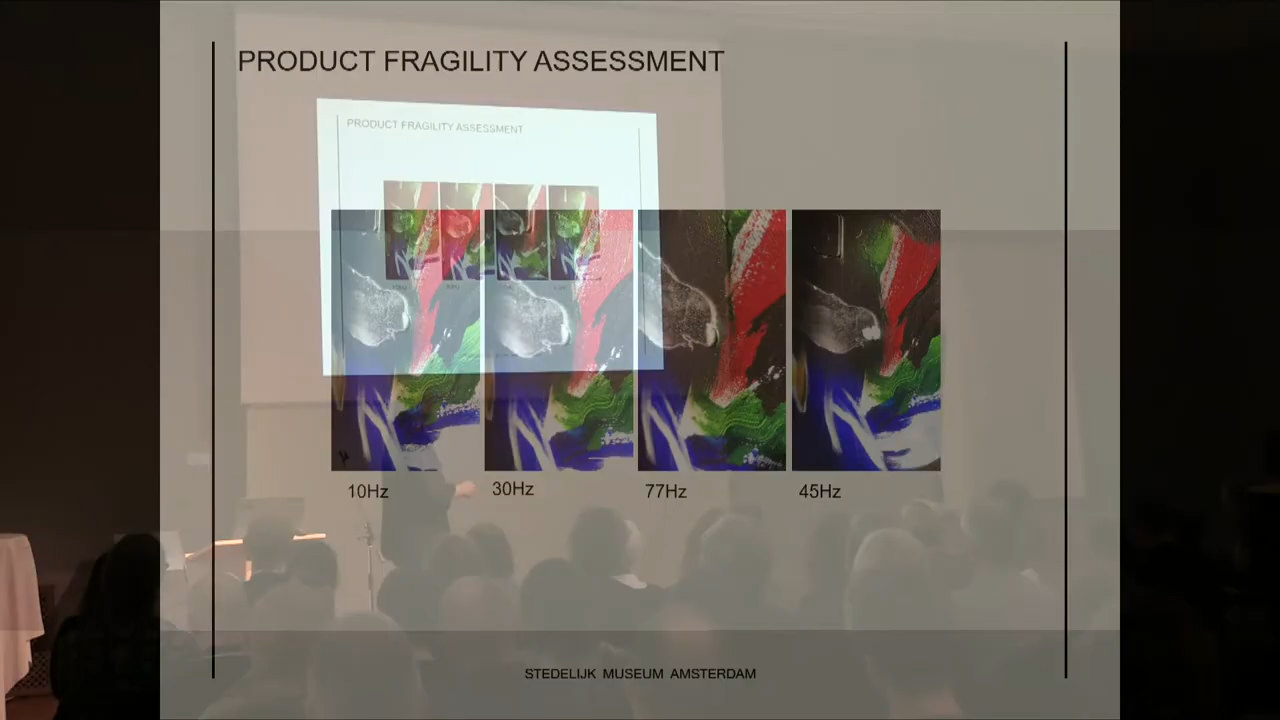 PRODUCT FRAGILITY ASSESSMENT
PRODUCT FRAGILITY ASSESSMENT
10Hz
30Hz
77Hz
45Hz
STEDELIJK MUSEUM AMSTERDAM